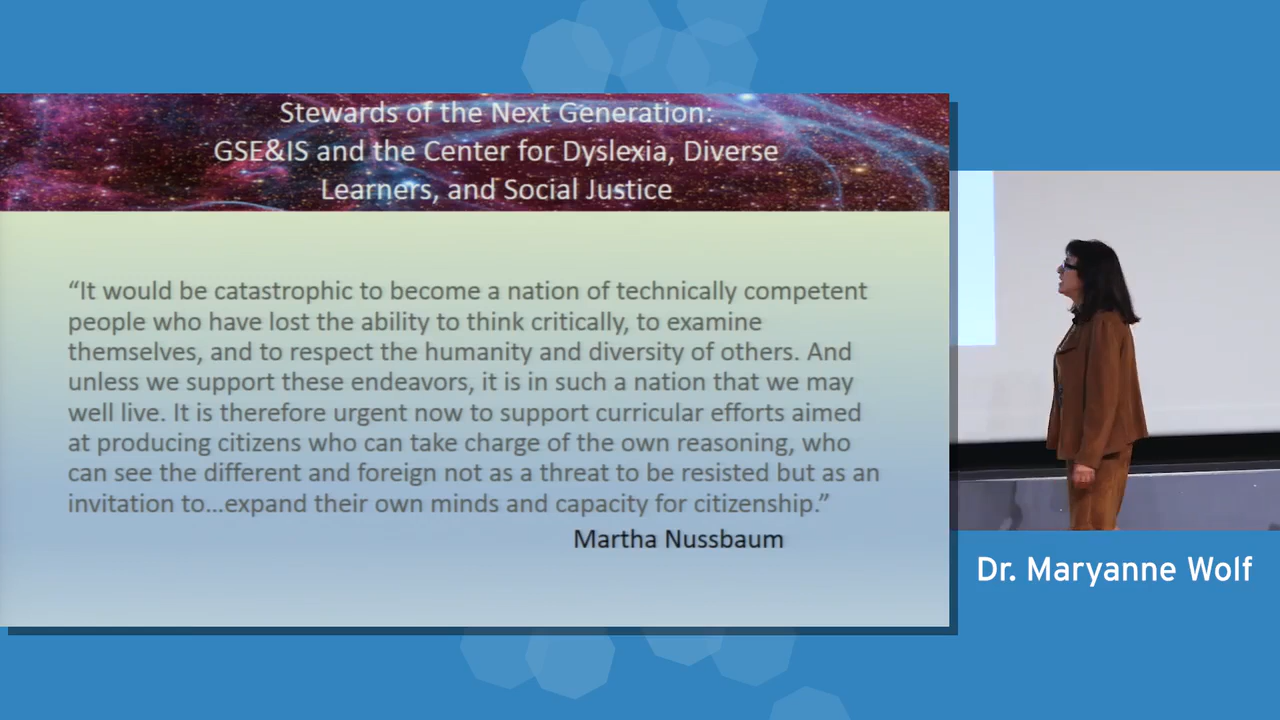 Stewards of the Next Generation:
GSE&IS and the Center for Dyslexia, Diverse
Learners, and Social Justice
“It would be catastrophic to become a nation of technically competent
people who have lost the ability to think critically, to examine
themselves, and to respect the humanity and diversity of others. And
unless we support these endeavors, it is in such a nation that we may
well live. It is therefore urgent now to support curricular efforts aimed
at producing citizens who can take charge of the own reasoning, who
can see the different and foreign not as a threat to be resisted but as an
invitation to…expand their own minds and capacity for citizenship.”
Martha Nussbaum
Dr. Maryanne Wolf